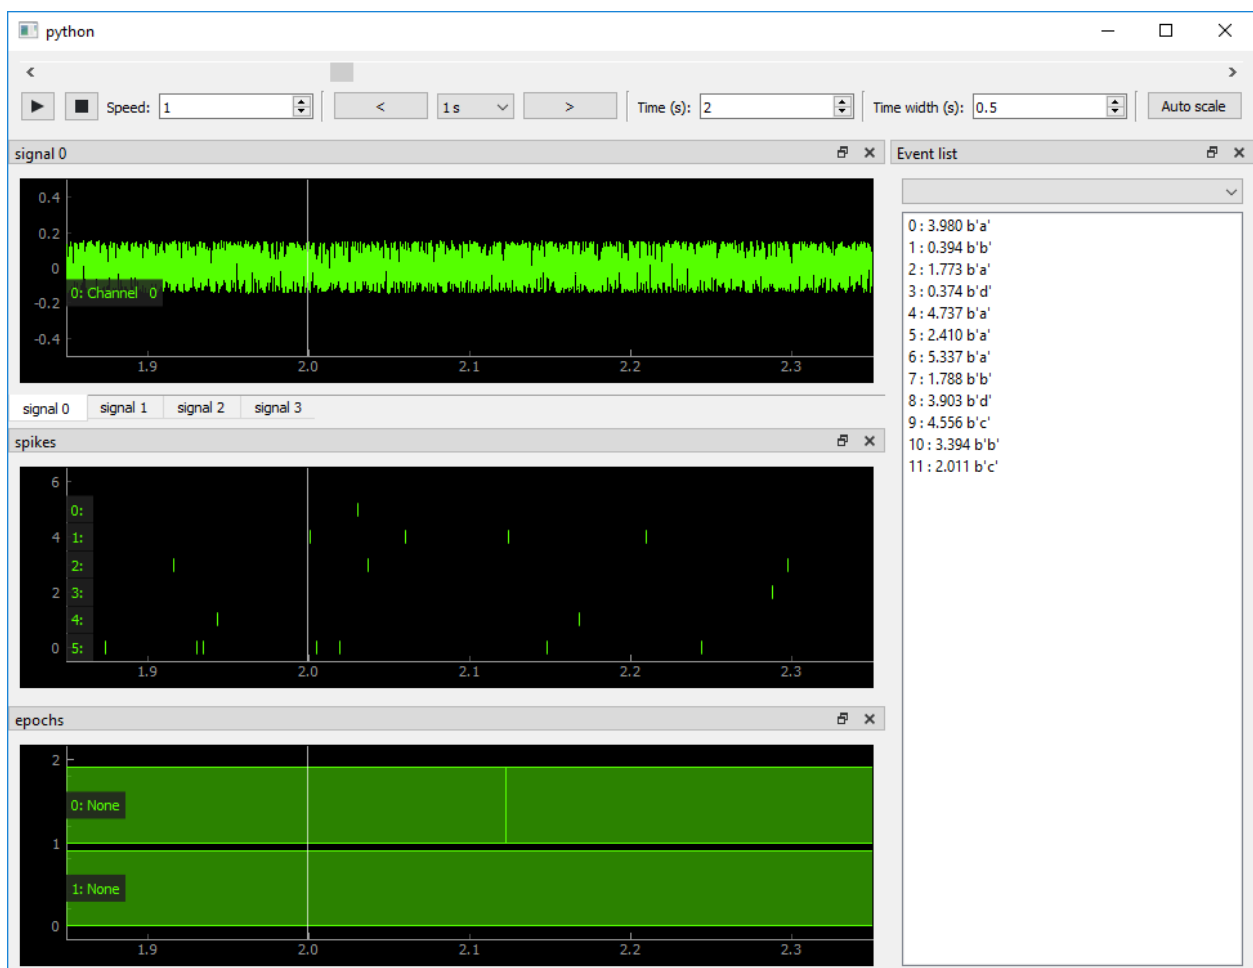 python
< >
Speed: 1 < 1 s > Time (s): 2 Time width (s): 0.5 Auto scale
signal 0
0.4
0.2
0
0: Channel 0
-0.2
-0.4
1.9 2.0 2.1 2.2 2.3
signal 0 signal 1 signal 2 signal 3
spikes
6
0:
4 1:
2:
2 3:
4:
0 5:
1.9 2.0 2.1 2.2 2.3
epochs
2
0: None
1
1: None
0
1.9 2.0 2.1 2.2 2.3
Event list
0 : 3.980 b'a'
1 : 0.394 b'b'
2 : 1.773 b'a'
3 : 0.374 b'd'
4 : 4.737 b'a'
5 : 2.410 b'a'
6 : 5.337 b'a'
7 : 1.788 b'b'
8 : 3.903 b'd'
9 : 4.556 b'c'
10 : 3.394 b'b'
11 : 2.011 b'c'